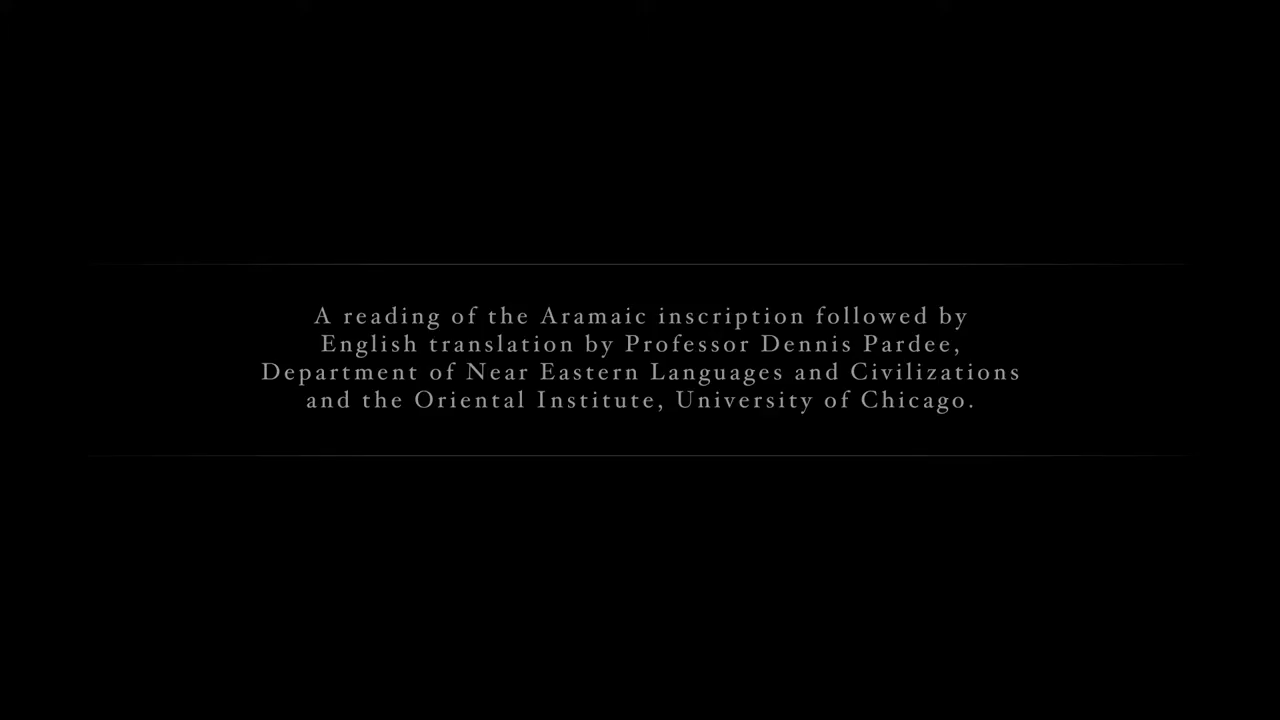 A reading of the Aramaic inscription followed by
English translation by Professor Dennis Pardee,
Department of Near Eastern Languages and Civilizations
and the Oriental Institute, University of Chicago.